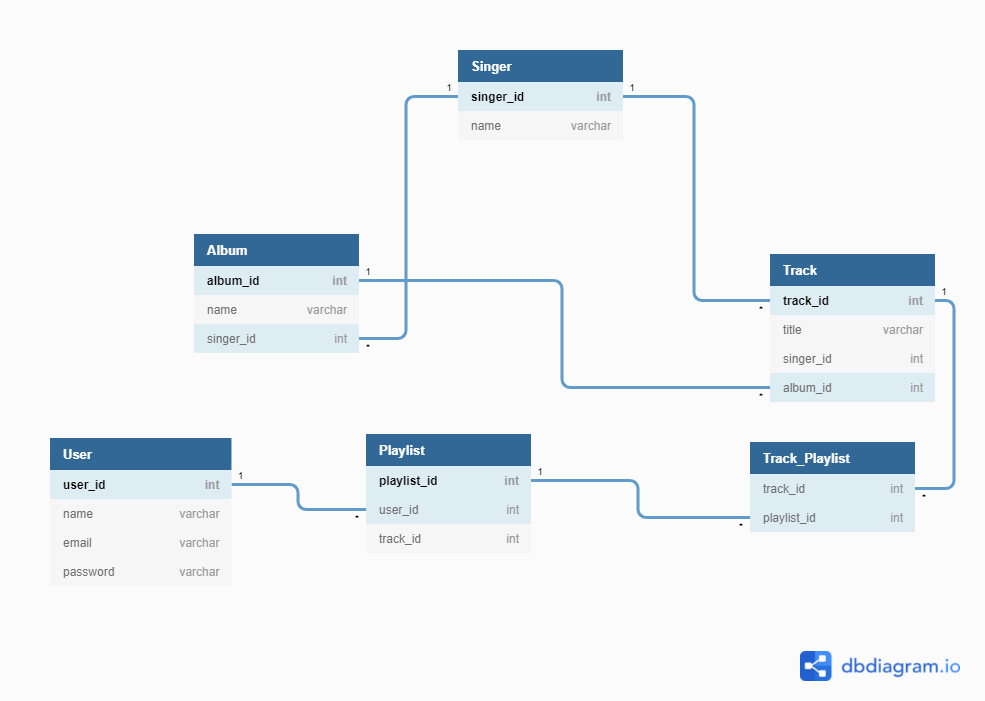 Singer
1 singer_id int 1
name varchar
Album
album_id int 1
name varchar
singer_id int *
Track
* track_id int 1
title varchar
singer_id int
* album_id int
User
user_id int 1
name varchar
email varchar
password varchar
Playlist
playlist_id int 1
* user_id int
track_id int
Track_Playlist
track_id int *
* playlist_id int
dbdiagram.io